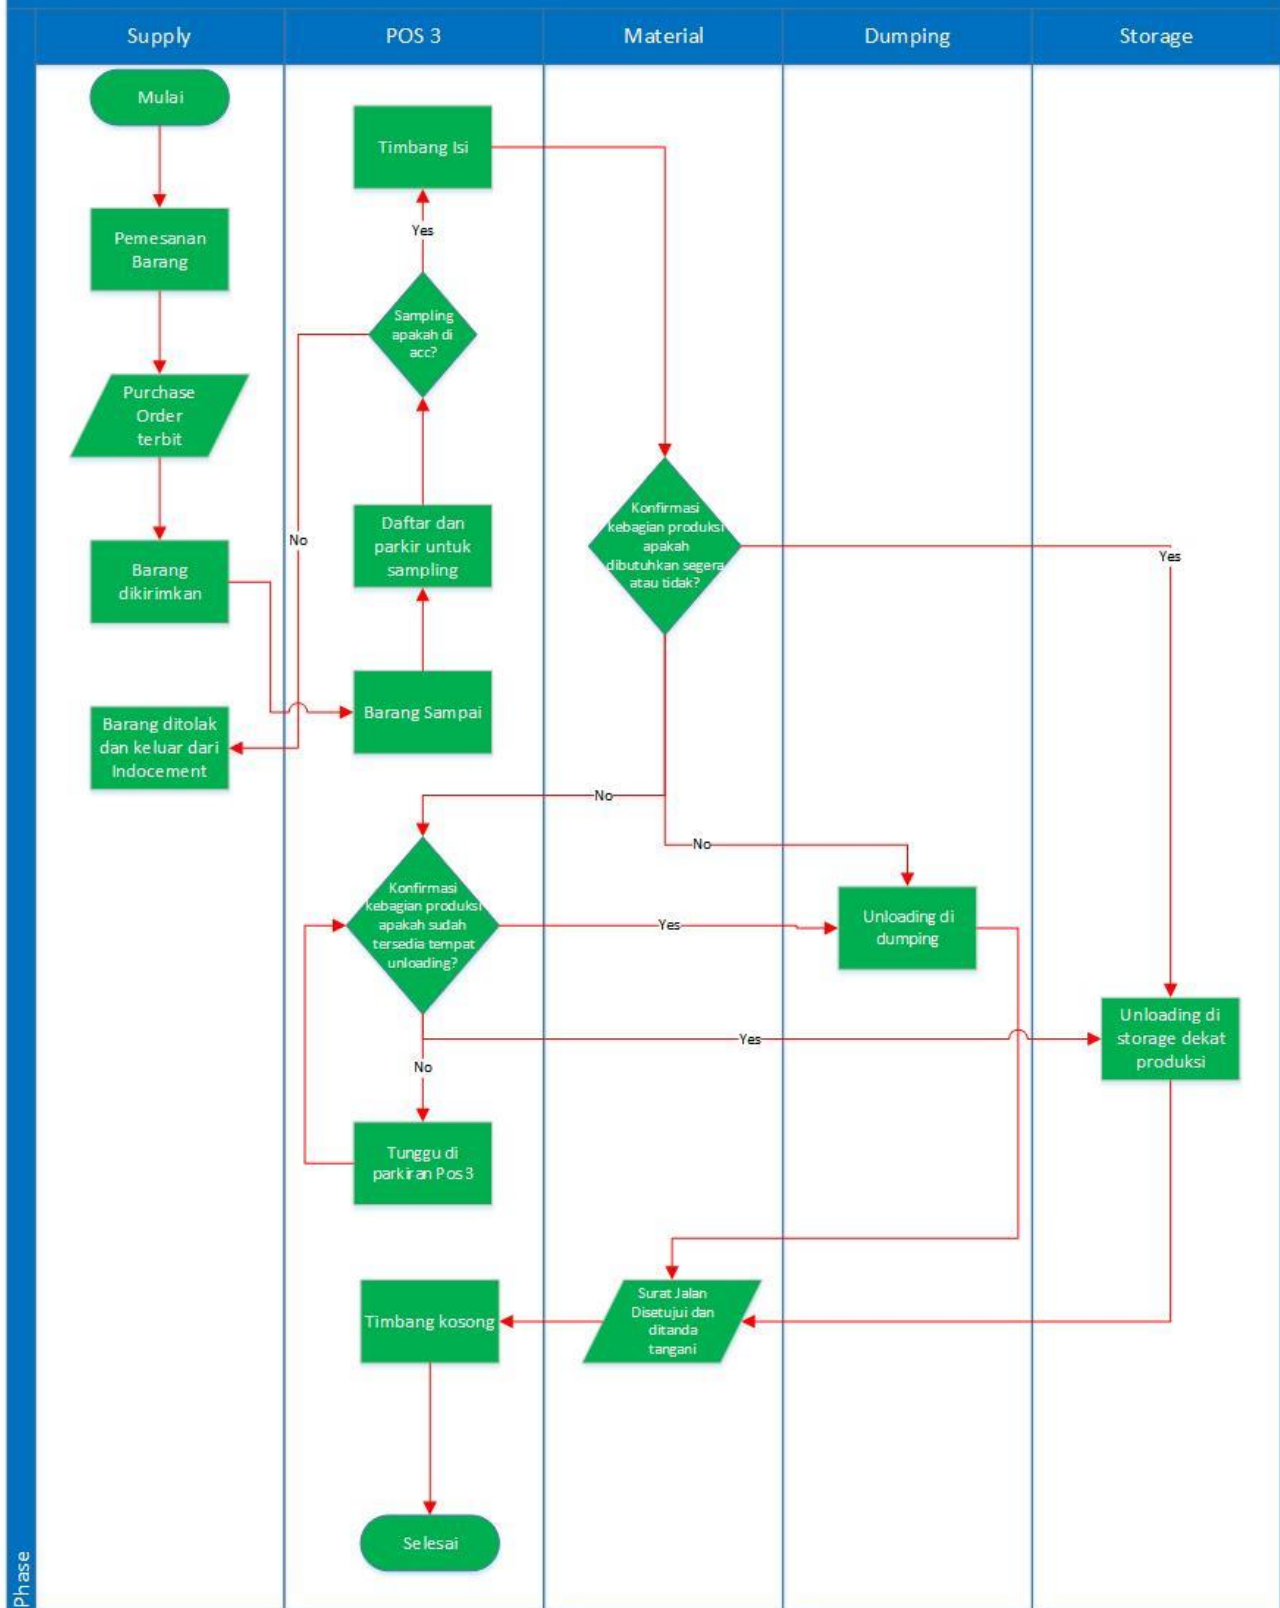 Supply
POS 3
Material
Dumping
Storage
Mulai
Pemesanan
Barang
Purchase
Order
terbit
Barang
dikirimkan
Barang ditolak
dan keluar dari
Indocement
Timbang Isi
Yes
Sampling
apakah di
acc?
No
Daftar dan
parkir untuk
sampling
Barang Sampai
Konfirmasi
kebagian produksi
apakah
dibutuhkan segera
atau tidak?
Yes
No
No
Konfirmasi
kebagian produksi
apakah sudah
tersedia tempat
unloading?
Yes
Unloading di
dumping
Yes
Unloading di
storage dekat
produksi
No
Tunggu di
parkiran Pos 3
Surat Jalan
Disetujui dan
ditanda
tangani
Timbang kosong
Selesai
Phase